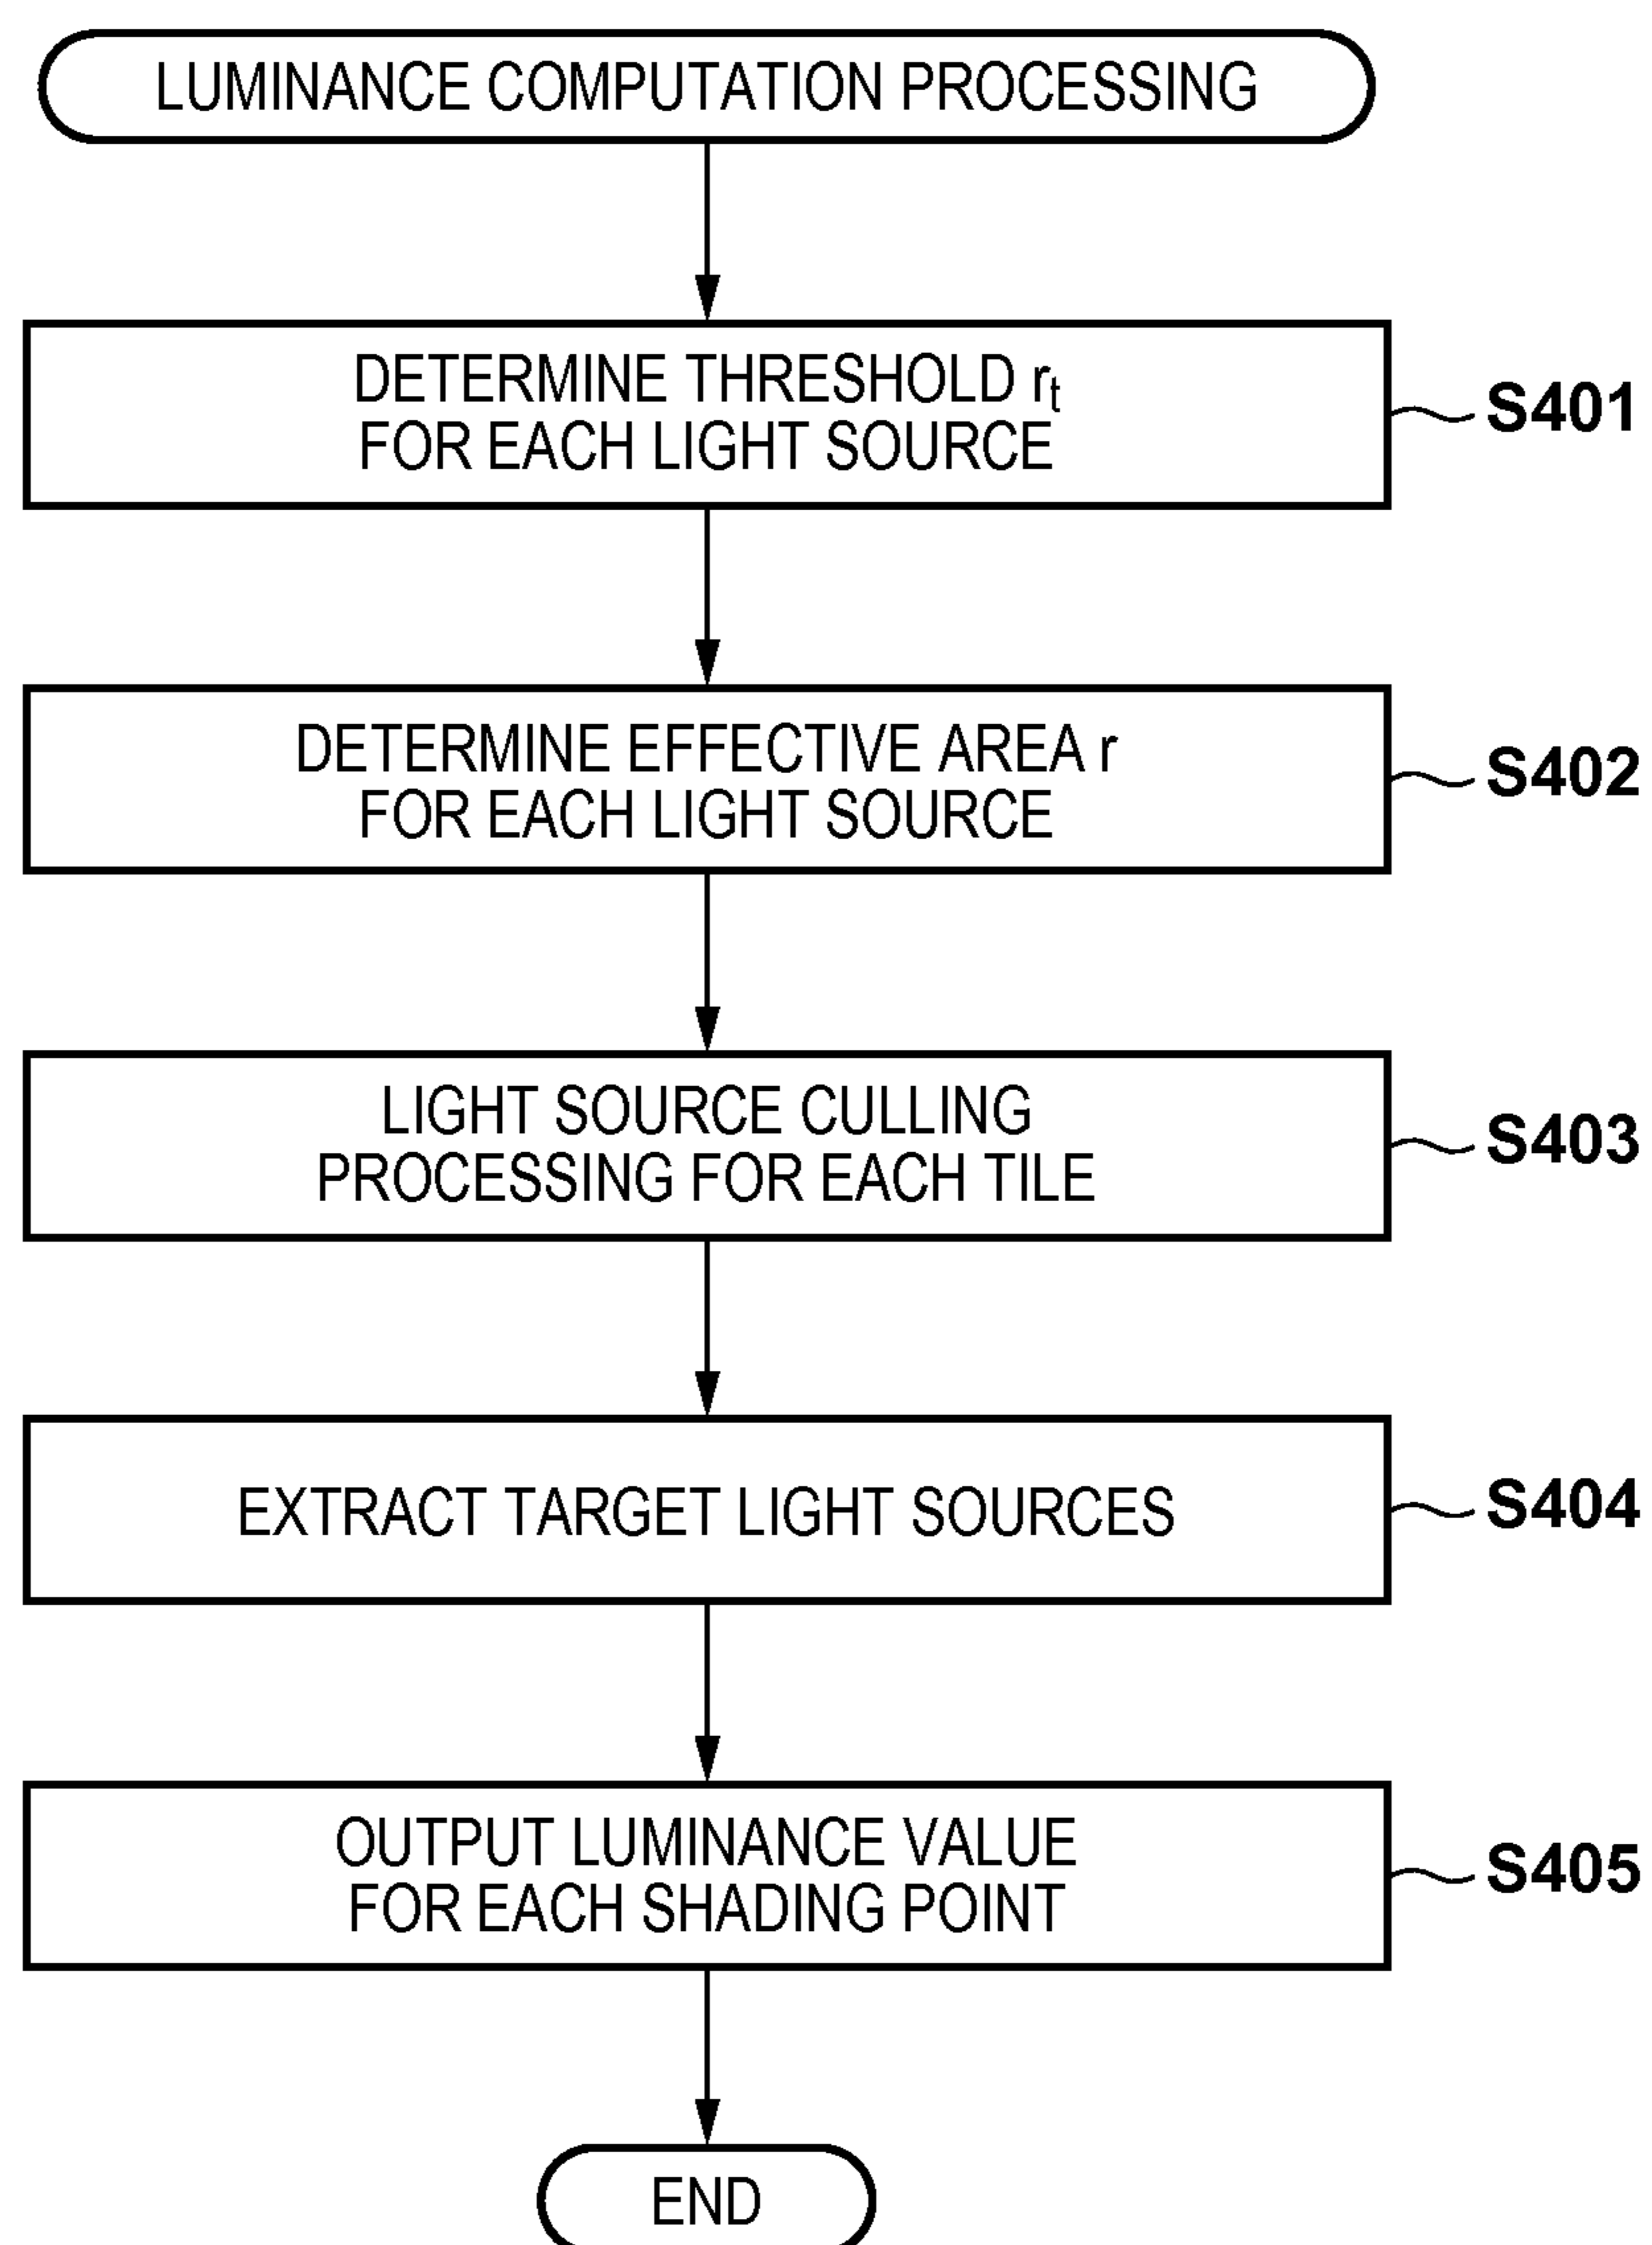 LUMINANCE COMPUTATION PROCESSING
DETERMINE THRESHOLD rt
FOR EACH LIGHT SOURCE
S401
DETERMINE EFFECTIVE AREA r
FOR EACH LIGHT SOURCE
S402
LIGHT SOURCE CULLING
PROCESSING FOR EACH TILE
S403
EXTRACT TARGET LIGHT SOURCES
S404
OUTPUT LUMINANCE VALUE
FOR EACH SHADING POINT
S405
END